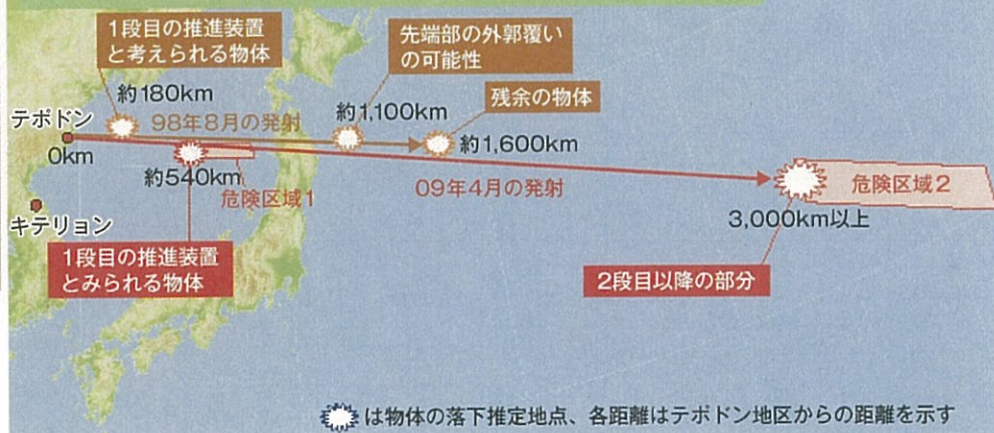 1段目の推進装置
と考えられる物体
先端部の外郭覆い
の可能性
残余の物体
約180km
約1,100km
テポドン
98年8月の発射
約1,600km
0km
約540km
危険区域1
09年4月の発射
危険区域2
キテリョン
3,000km以上
1段目の推進装置
とみられる物体
2段目以降の部分
は物体の落下推定地点、各距離はテポドン地区からの距離を示す